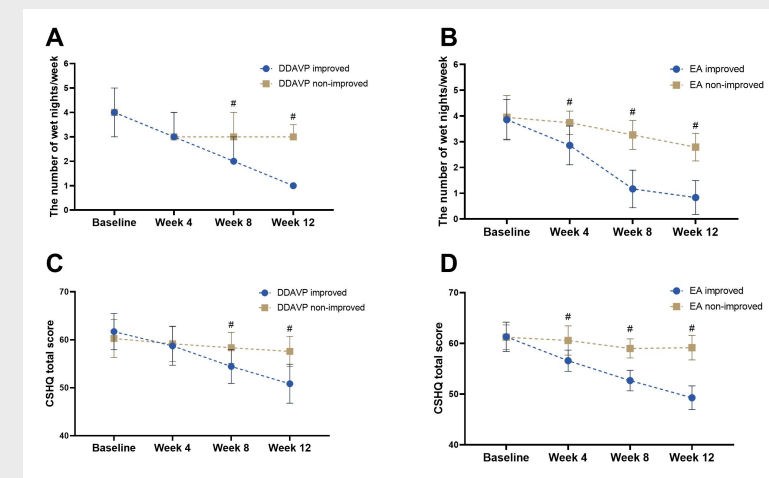 A
The number of wet nights/week
6
5
4
3
2
1
0
Baseline Week 4 Week 8 Week 12
DDAVP improved
DDAVP non-improved
#
#
B
The number of wet nights/week
6
5
4
3
2
1
0
Baseline Week 4 Week 8 Week 12
EA improved
EA non-improved
#
#
#
C
CSHQ total score
70
60
50
40
Baseline Week 4 Week 8 Week 12
DDAVP improved
DDAVP non-improved
#
#
D
CSHQ total score
70
60
50
40
Baseline Week 4 Week 8 Week 12
EA improved
EA non-improved
#
#
#